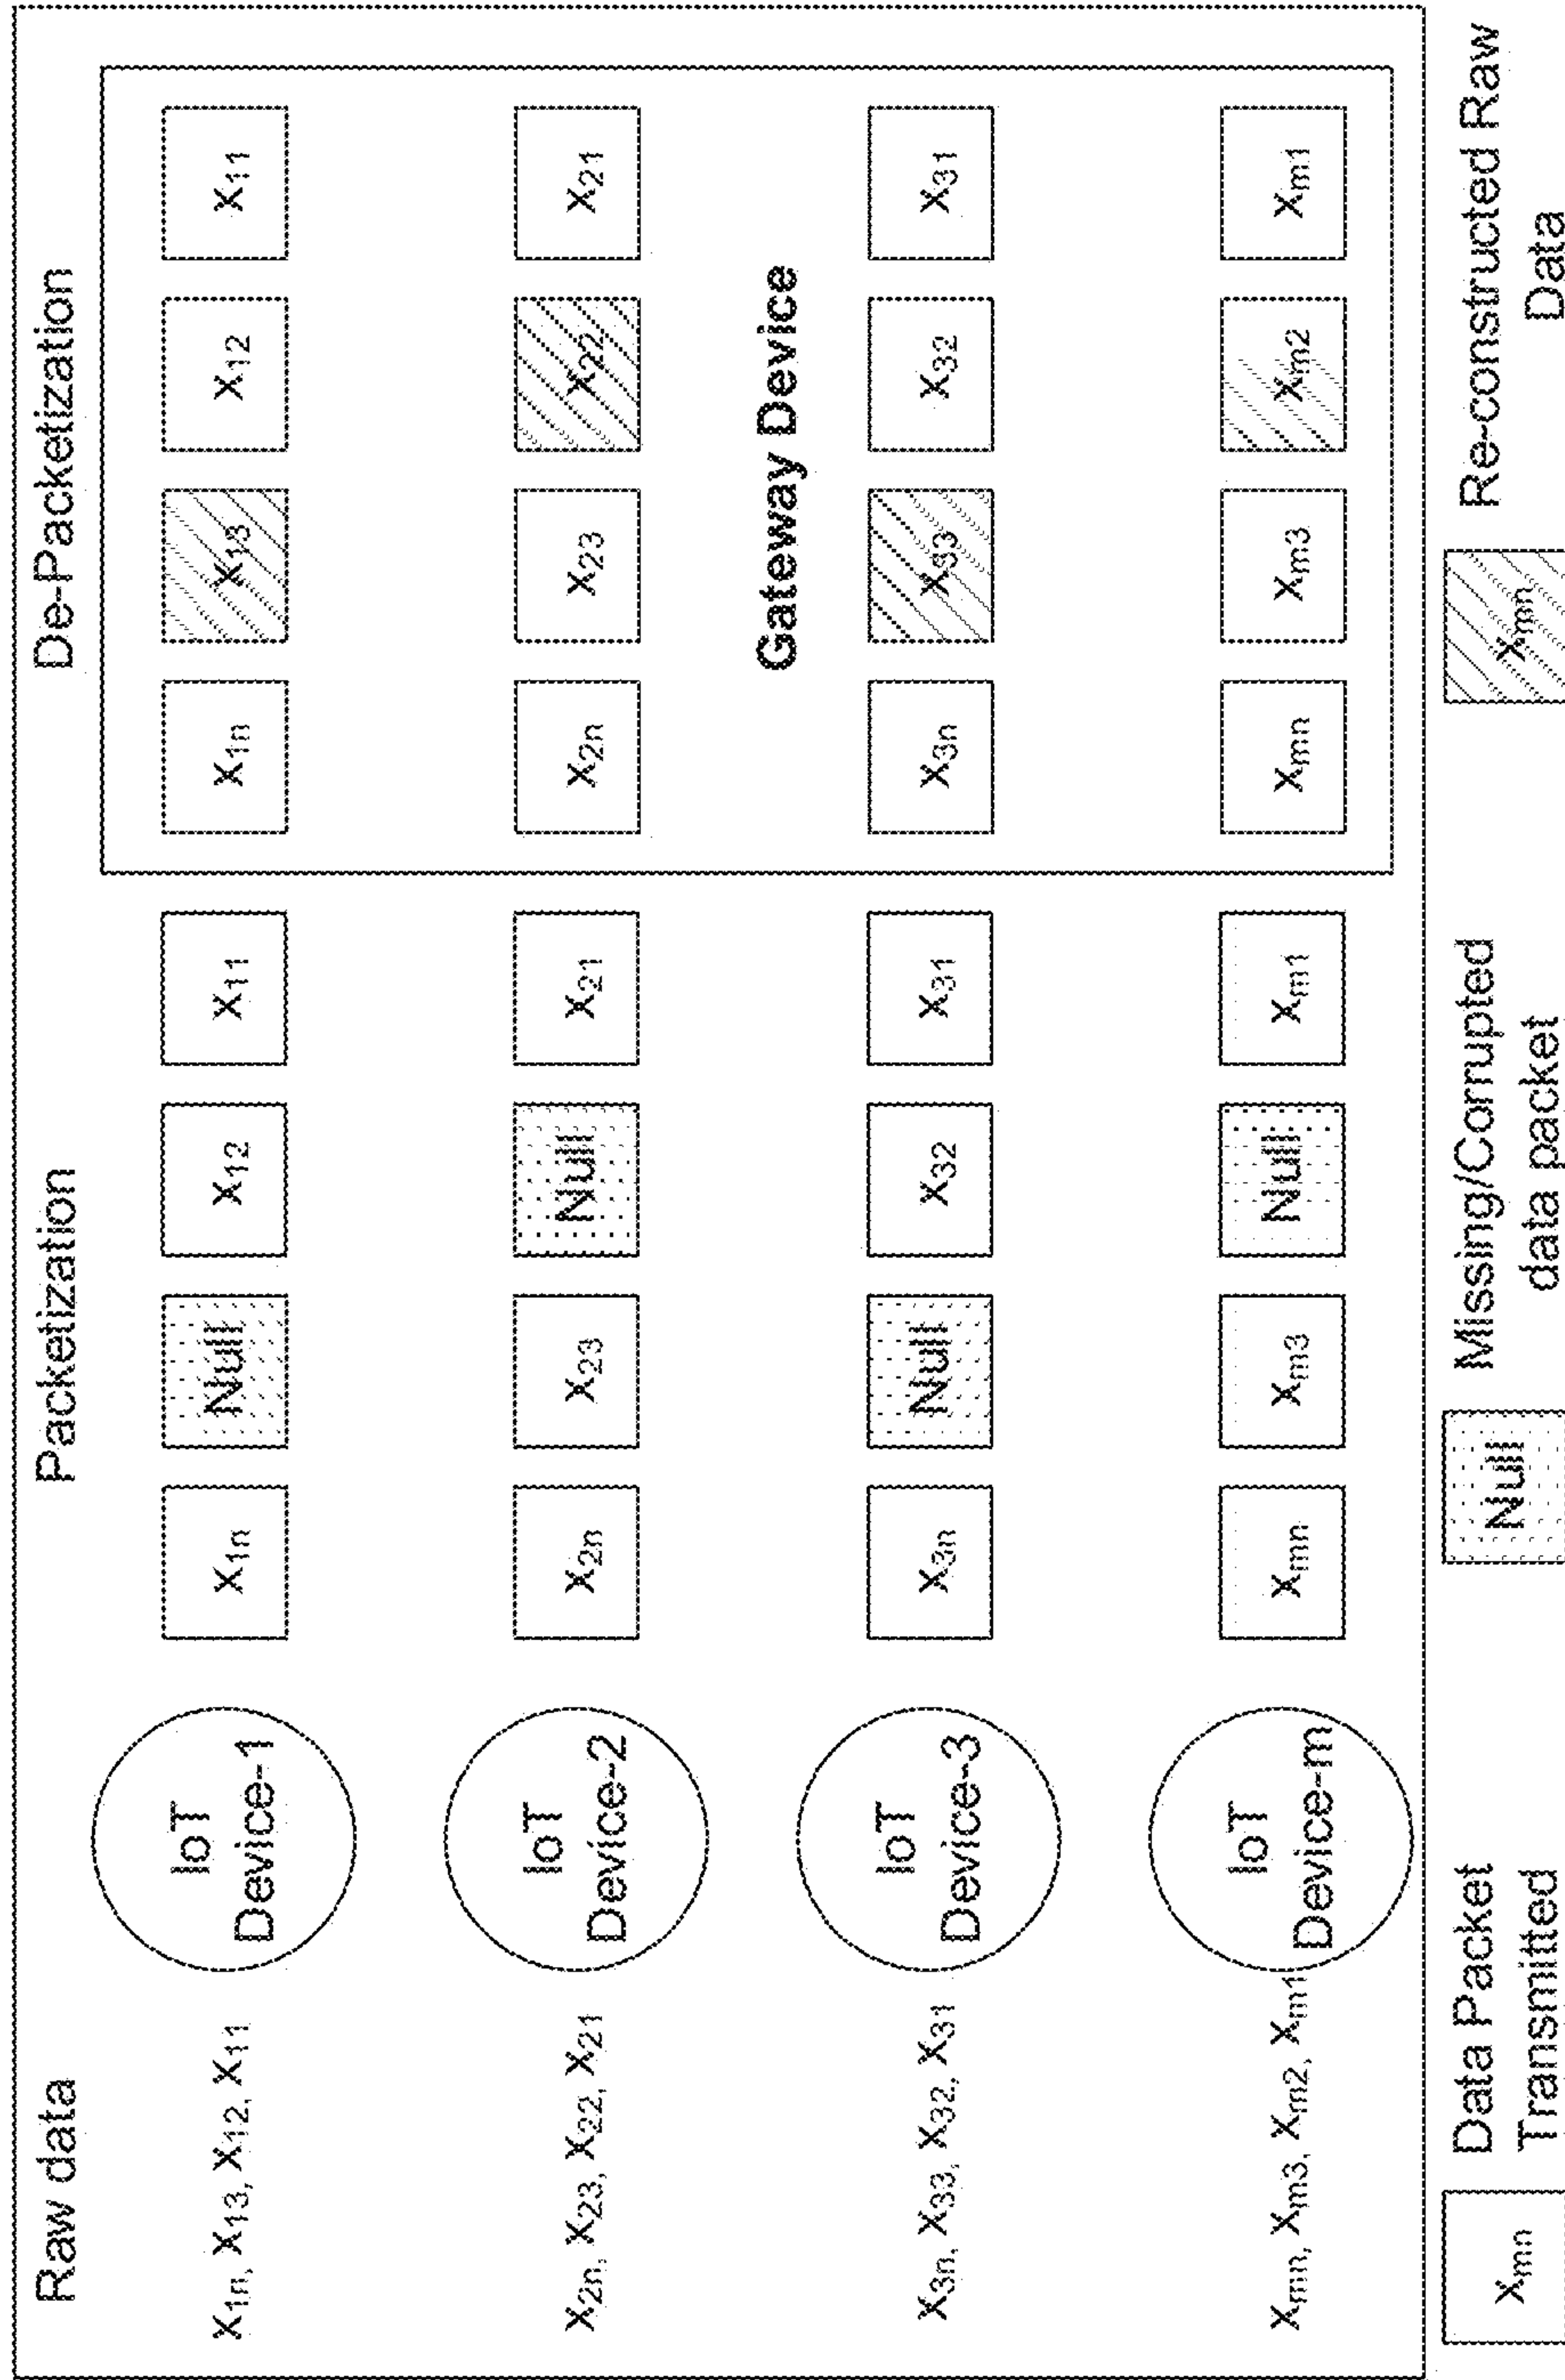 Raw data
Packetization
De-Packetization
X1n, X13, X12, X11
IoT
Device-1
X1n
Null
X12
X11
X1n
X13
X12
X11
X2n, X23, X22, X21
IoT
Device-2
X2n
X23
Null
X21
X2n
X23
X22
X21
Gateway Device
X3n, X33, X32, X31
IoT
Device-3
X3n
Null
X32
X31
X3n
X33
X32
X31
Xmn, Xm3, Xm2, Xm1
IoT
Device-m
Xmn
Xm3
Null
Xm1
Xmn
Xm3
Xm2
Xm1
Xmn
Data Packet
Transmitted
Null
Missing/Corrupted
data packet
Xmn
Re-constructed Raw
Data